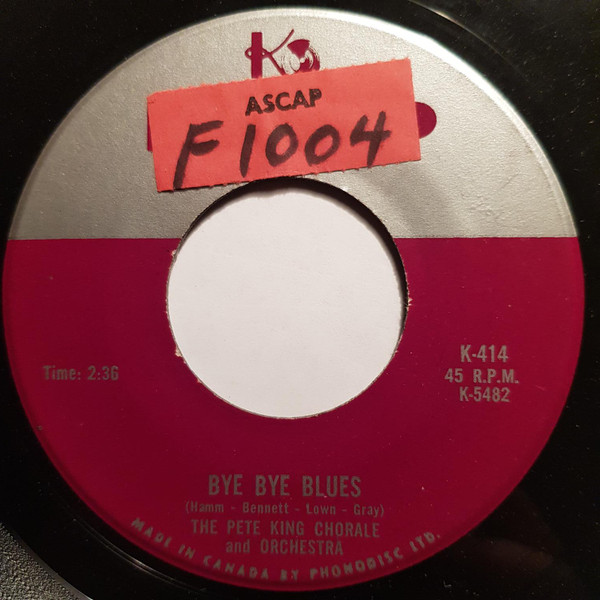 K
ASCAP
F1004
K-414
Time: 2:36
45 R.P.M.
K-5482
BYE BYE BLUES
(Hamm - Bennett - Lown - Gray)
THE PETE KING CHORALE
and ORCHESTRA
MADE IN CANADA BY PHONODISC LTD.